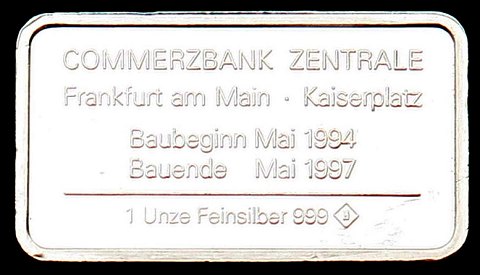 COMMERZBANK ZENTRALE
Frankfurt am Main · Kaiserplatz
Baubeginn Mai 1994
Bauende Mai 1997
1 Unze Feinsilber 999